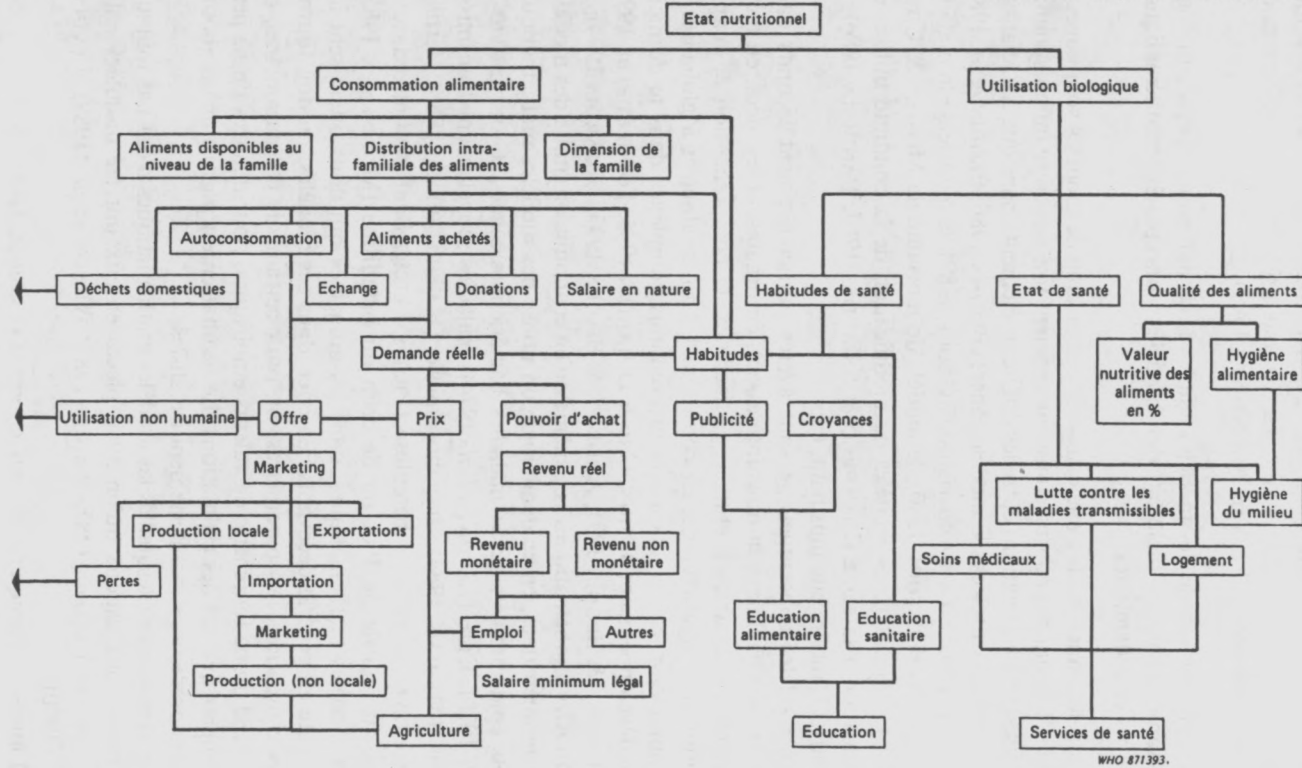 Etat nutritionnel
Consommation alimentaire
Utilisation biologique
Aliments disponibles au
niveau de la famille
Distribution intra-
familiale des aliments
Dimension de
la famille
Autoconsommation
Aliments achetés
Déchets domestiques
Echange
Donations
Salaire en nature
Habitudes de santé
Etat de santé
Qualité des aliments
Demande réelle
Habitudes
Valeur
nutritive des
aliments
en %
Hygiène
alimentaire
Utilisation non humaine
Offre
Prix
Pouvoir d'achat
Publicité
Croyances
Marketing
Revenu réel
Production locale
Exportations
Lutte contre les
maladies transmissibles
Hygiène
du milieu
Revenu
monétaire
Revenu non
monétaire
Soins médicaux
Logement
Pertes
Importation
Marketing
Emploi
Autres
Education
alimentaire
Education
sanitaire
Production (non locale)
Salaire minimum légal
Agriculture
Education
Services de santé
WHO 871393.